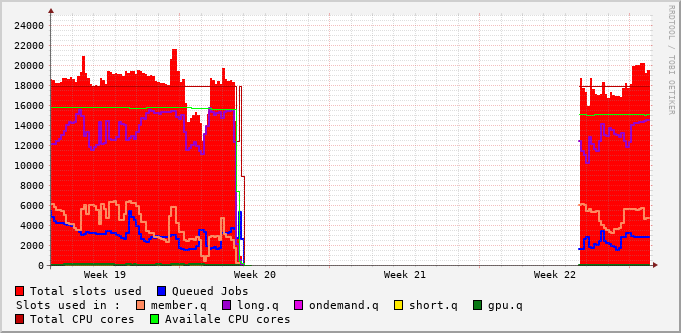 RRDTOOL / TOBI OETIKER
24000
22000
20000
18000
16000
14000
12000
10000
8000
6000
4000
2000
0
Week 19 Week 20 Week 21 Week 22
Total slots used Queued Jobs
Slots used in : member.q long.q ondemand.q short.q gpu.q
Total CPU cores Availale CPU cores